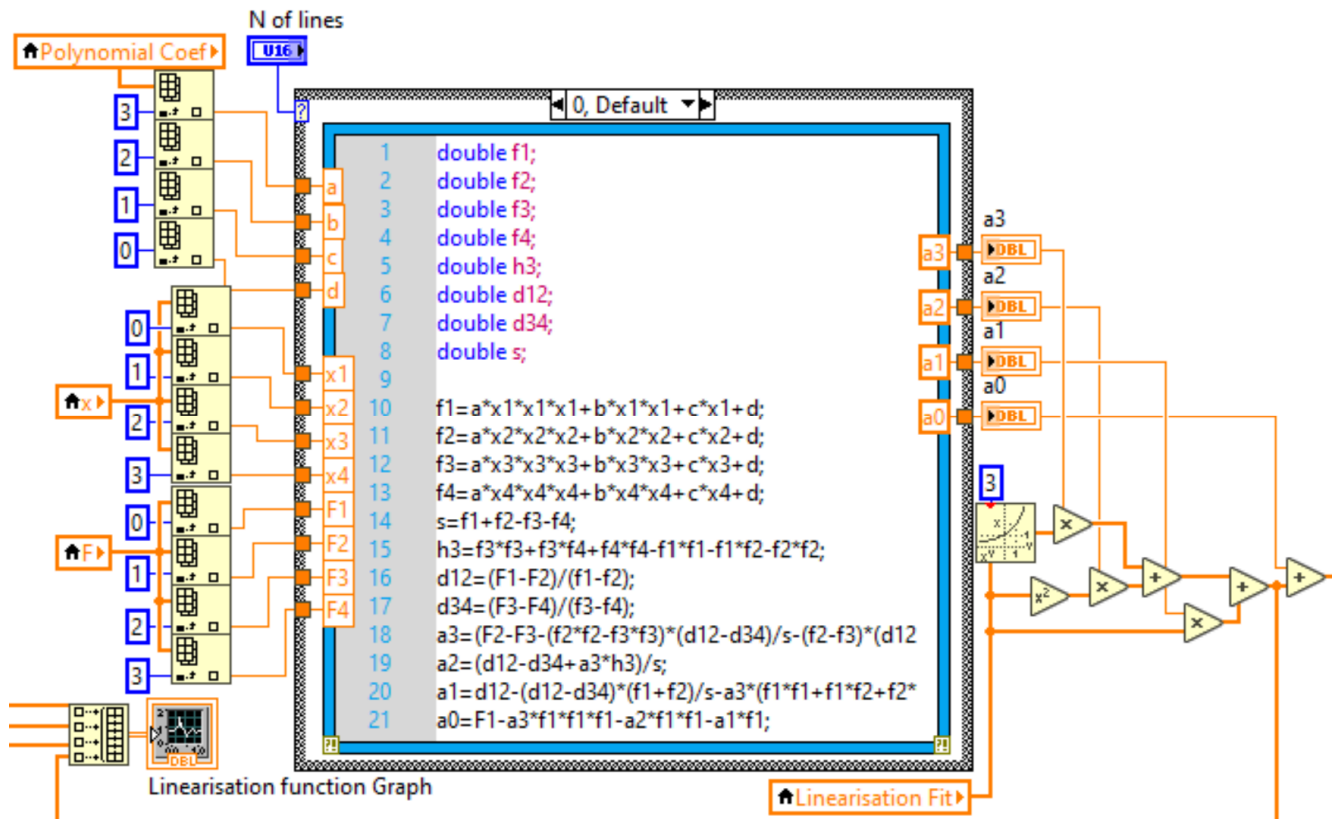 N of lines
Polynomial Coef
U16
3
2
1
0
?
0, Default
a
b
c
d
0
1
2
3
x
x1
x2
x3
x4
0
1
2
3
F
F1
F2
F3
F4
1 double f1;
2 double f2;
3 double f3;
4 double f4;
5 double h3;
6 double d12;
7 double d34;
8 double s;
9
10 f1=a*x1*x1*x1+b*x1*x1+c*x1+d;
11 f2=a*x2*x2*x2+b*x2*x2+c*x2+d;
12 f3=a*x3*x3*x3+b*x3*x3+c*x3+d;
13 f4=a*x4*x4*x4+b*x4*x4+c*x4+d;
14 s=f1+f2-f3-f4;
15 h3=f3*f3+f3*f4+f4*f4-f1*f1-f1*f2-f2*f2;
16 d12=(F1-F2)/(f1-f2);
17 d34=(F3-F4)/(f3-f4);
18 a3=(F2-F3-(f2*f2-f3*f3)*(d12-d34)/s-(f2-f3)*(d12
19 a2=(d12-d34+a3*h3)/s;
20 a1=d12-(d12-d34)*(f1+f2)/s-a3*(f1*f1+f1*f2+f2*
21 a0=F1-a3*f1*f1*f1-a2*f1*f1-a1*f1;
a3
a2
a1
a0
a3
DBL
a2
DBL
a1
DBL
a0
DBL
3
x²
DBL
Linearisation function Graph
Linearisation Fit